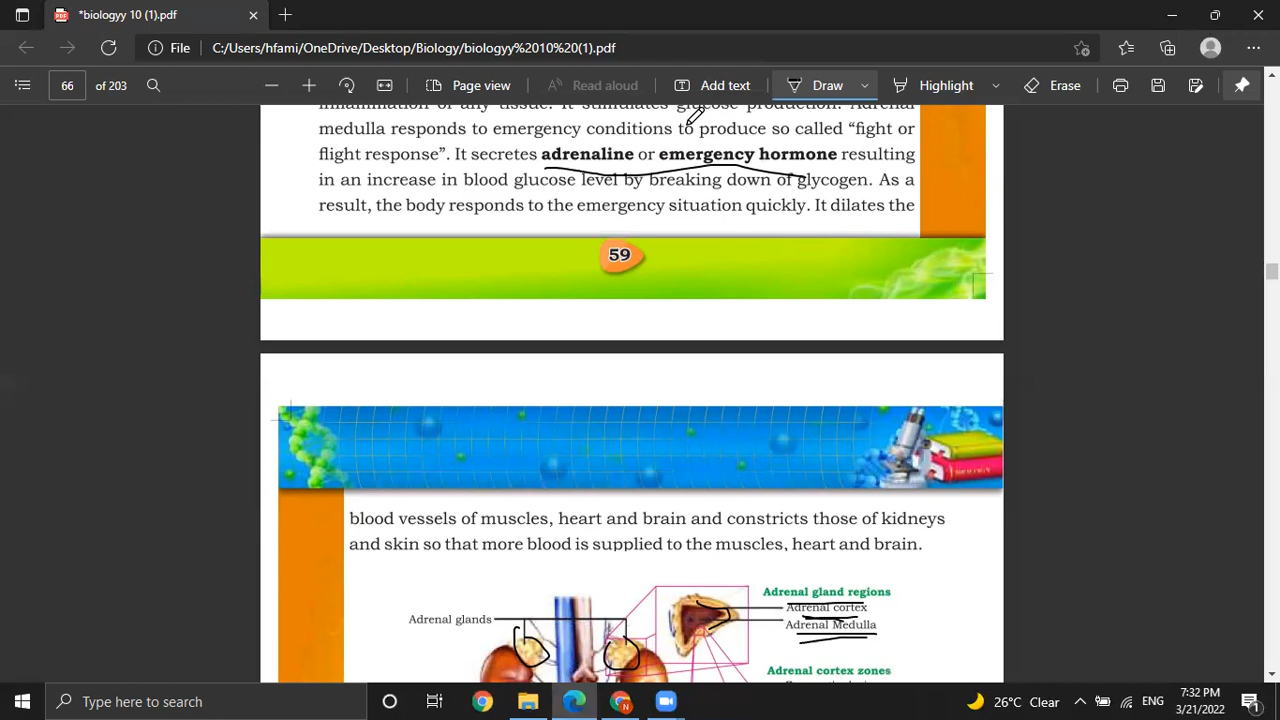 *biologyy 10 (1).pdf
File
C:/Users/hfami/OneDrive/Desktop/Biology/biologyy%2010%20(1).pdf
66 of 203
Page view
Read aloud
Add text
Draw
Highlight
Erase
inflammation of any tissue. It stimulates glucose production. Adrenal
medulla responds to emergency conditions to produce so called “fight or
flight response”. It secretes adrenaline or emergency hormone resulting
in an increase in blood glucose level by breaking down of glycogen. As a
result, the body responds to the emergency situation quickly. It dilates the
59
blood vessels of muscles, heart and brain and constricts those of kidneys
and skin so that more blood is supplied to the muscles, heart and brain.
Adrenal gland regions
Adrenal cortex
Adrenal glands
Adrenal Medulla
Adrenal cortex zones
Type here to search
26°C Clear
ENG
7:32 PM
3/21/2022